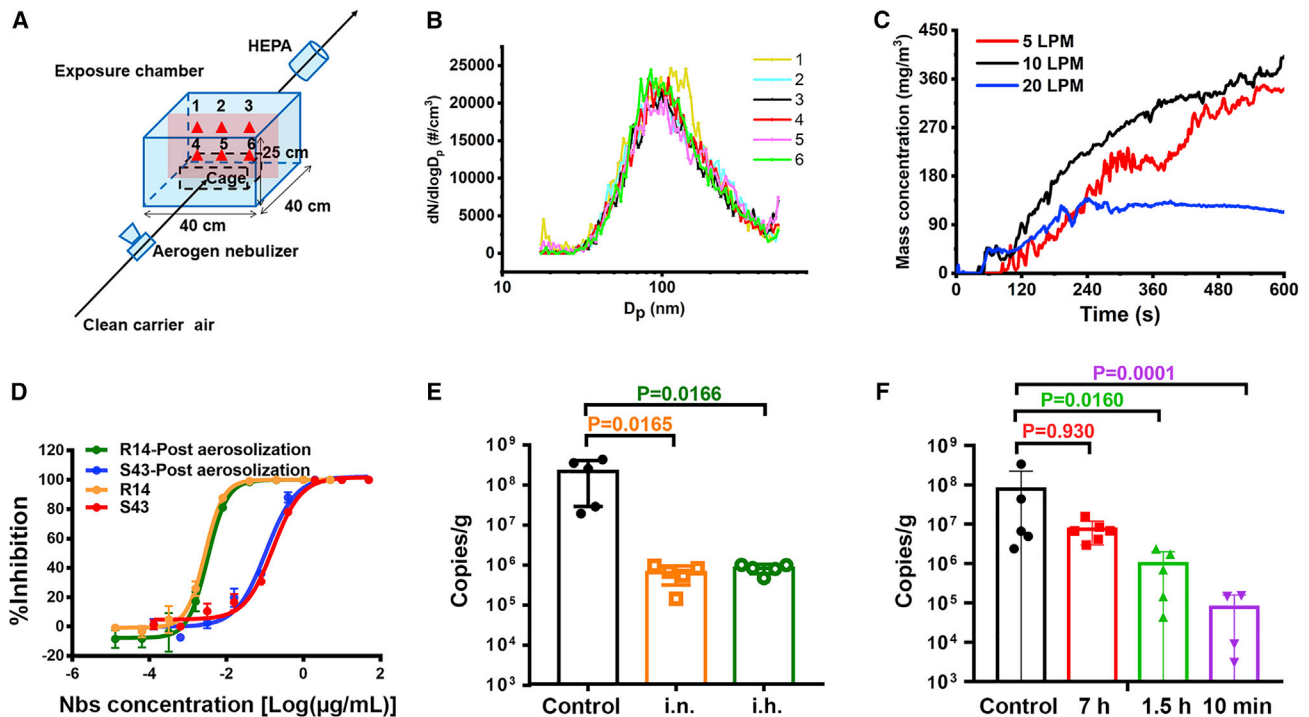 A
HEPA
Exposure chamber
1 2 3
4 5 6
25 cm
Cage
40 cm
40 cm
Aerogen nebulizer
Clean carrier air
B
dN/dlogDp (#/cm³)
25000
20000
15000
10000
5000
0
10
100
Dp (nm)
1
2
3
4
5
6
C
Mass concentration (mg/m³)
450
360
270
180
90
0
0 120 240 360 480 600
Time (s)
5 LPM
10 LPM
20 LPM
D
%Inhibition
120
100
80
60
40
20
0
-20
-6 -4 -2 0 2
Nbs concentration [Log(μg/mL)]
R14-Post aerosolization
S43-Post aerosolization
R14
S43
E
P=0.0166
P=0.0165
Copies/g
10⁹
10⁸
10⁷
10⁶
10⁵
10⁴
10³
Control i.n. i.h.
F
P=0.0001
P=0.0160
P=0.930
Copies/g
10⁹
10⁸
10⁷
10⁶
10⁵
10⁴
10³
Control 7 h 1.5 h 10 min